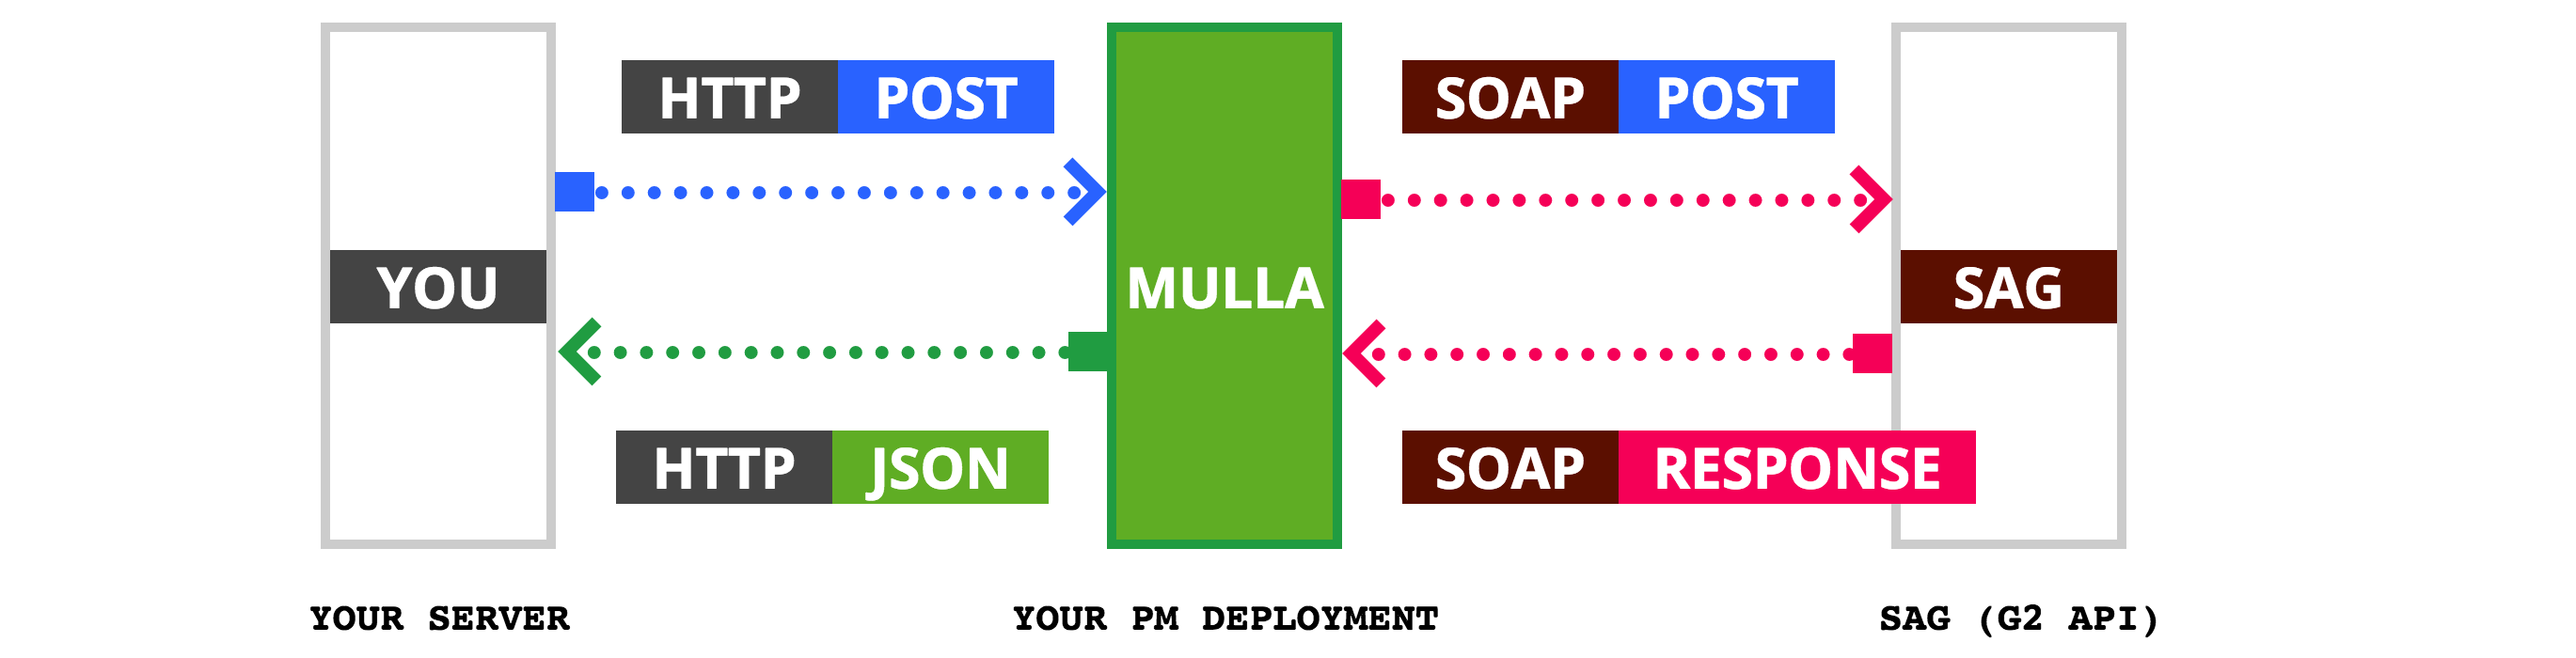 HTTP POST
SOAP POST
YOU
MULLA
SAG
HTTP JSON
SOAP RESPONSE
YOUR SERVER
YOUR PM DEPLOYMENT
SAG (G2 API)